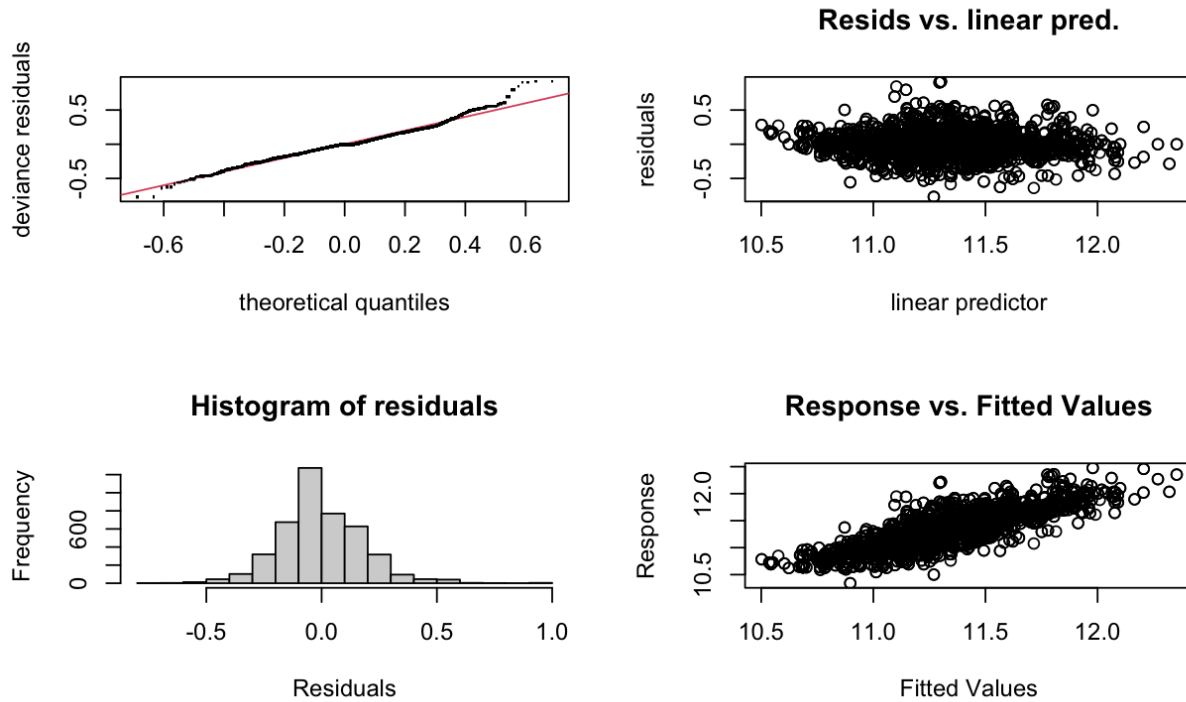 deviance residuals
0.5
-0.5
-0.6
-0.2
0.0
0.2
0.4
0.6
theoretical quantiles
Resids vs. linear pred.
residuals
0.5
-0.5
10.5
11.0
11.5
12.0
linear predictor
Histogram of residuals
Frequency
600
0
-0.5
0.0
0.5
1.0
Residuals
Response vs. Fitted Values
Response
12.0
10.5
10.5
11.0
11.5
12.0
Fitted Values